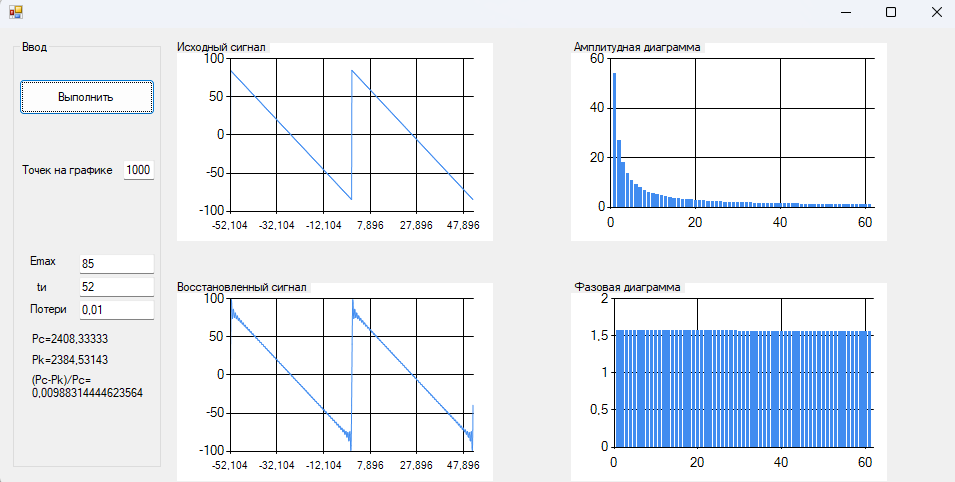 Ввод
Выполнить
Точек на графике 1000
Emax 85
tи 52
Потери 0,01
Pc=2408,33333
Pk=2384,53143
(Pc-Pk)/Pc=
0,00988314444623564
Исходный сигнал
100
50
0
-50
-100
-52,104 -32,104 -12,104 7,896 27,896 47,896
Амплитудная диаграмма
60
40
20
0
0 20 40 60
Восстановленный сигнал
100
50
0
-50
-100
-52,104 -32,104 -12,104 7,896 27,896 47,896
Фазовая диаграмма
2
1,5
1
0,5
0
0 20 40 60